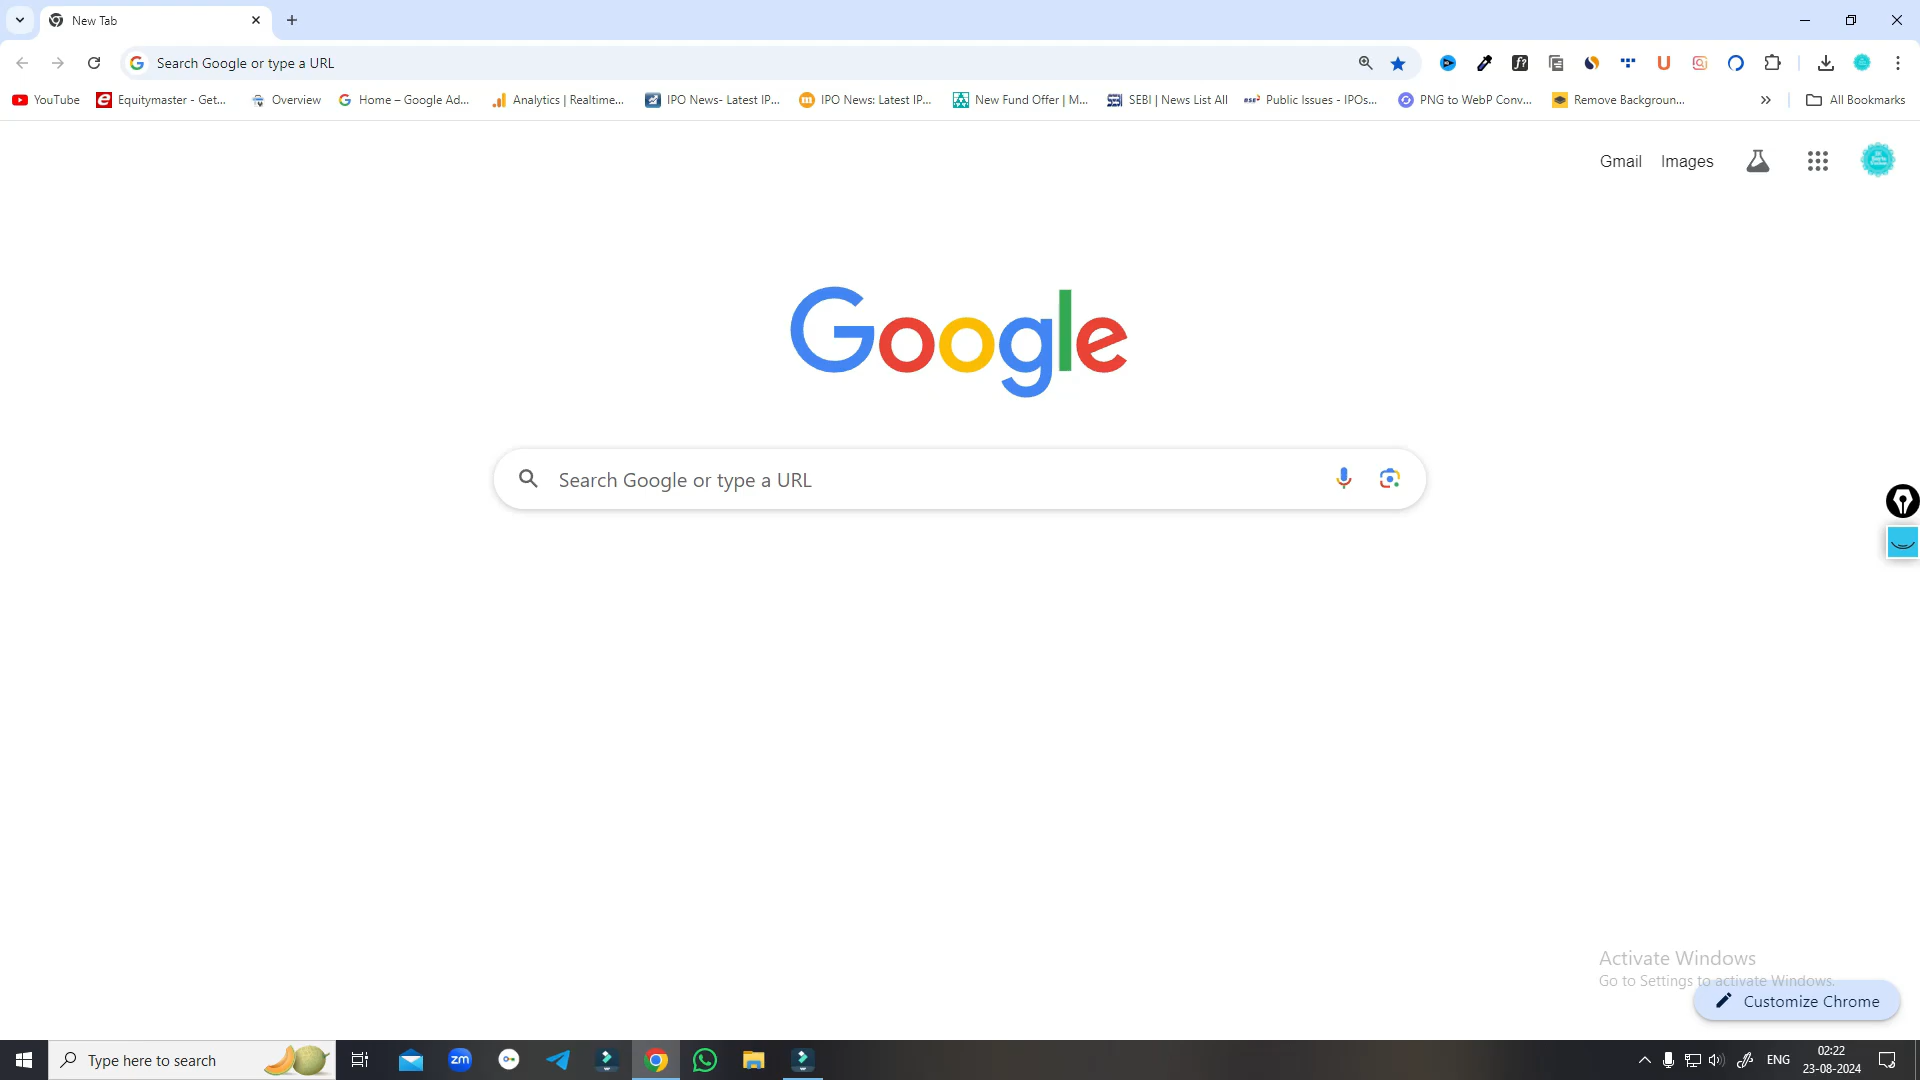 New Tab
Search Google or type a URL
YouTube
Equitymaster - Get...
Overview
Home – Google Ad...
Analytics | Realtime...
IPO News- Latest IP...
IPO News: Latest IP...
New Fund Offer | M...
SEBI | News List All
Public Issues - IPOs...
PNG to WebP Conv...
Remove Backgroun...
All Bookmarks
Gmail
Images
Google
Search Google or type a URL
Activate Windows
Go to Settings to activate Windows.
Customize Chrome
Type here to search
zm
ENG
02:22
23-08-2024